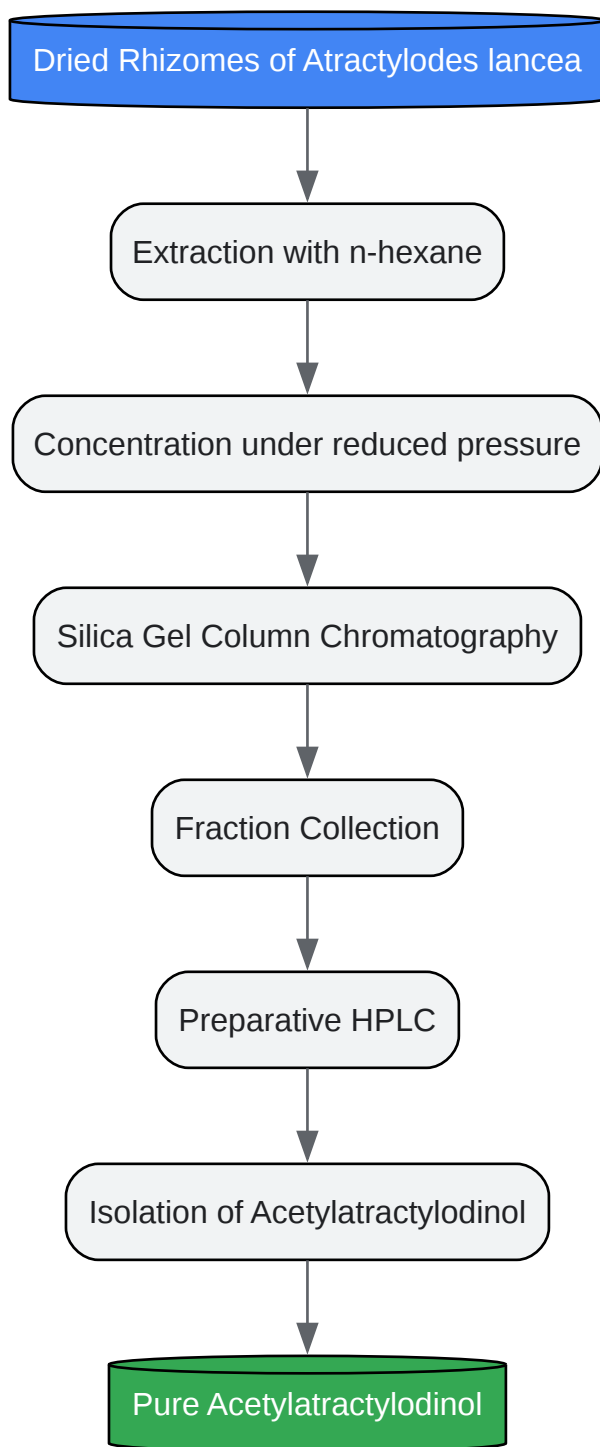 Dried Rhizomes of Atractylodes lancea
Extraction with n-hexane
Concentration under reduced pressure
Silica Gel Column Chromatography
Fraction Collection
Preparative HPLC
Isolation of Acetylatractylodinol
Pure Acetylatractylodinol